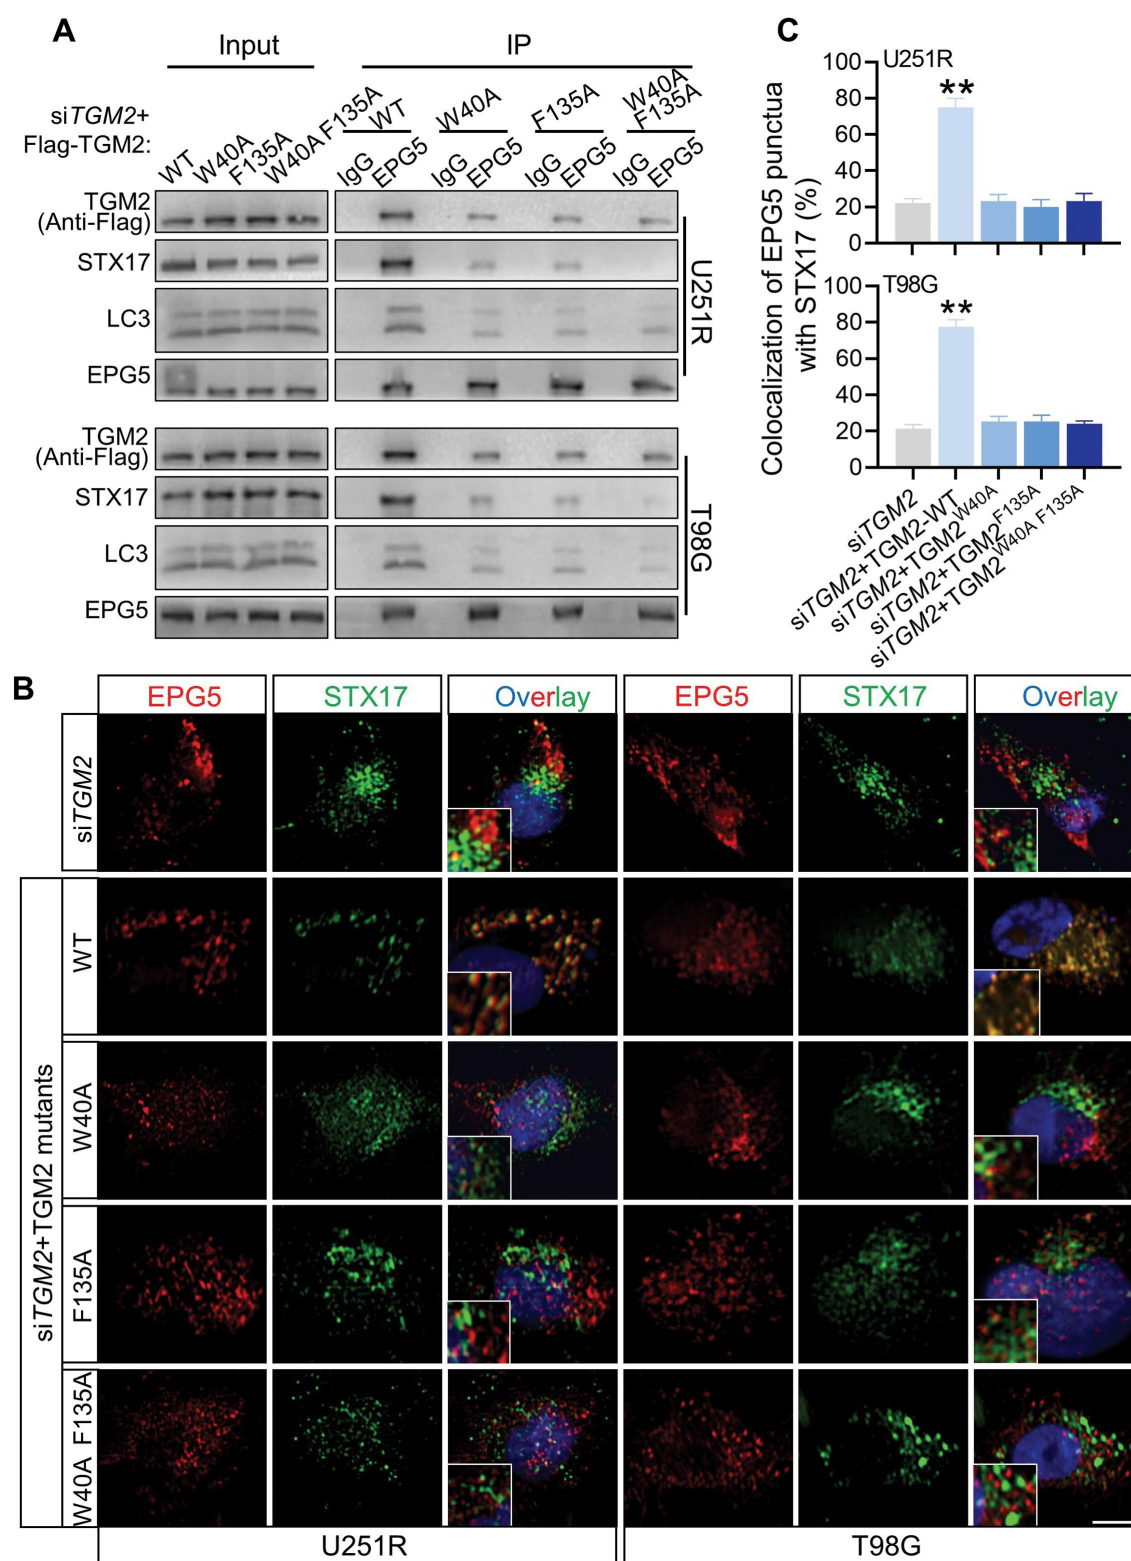 A
Input
IP
siTGM2+
Flag-TGM2:
WT
W40A
F135A
W40A F135A
WT
W40A
F135A
W40A
F135A
IgG
EPG5
IgG
EPG5
IgG
EPG5
IgG
EPG5
TGM2
(Anti-Flag)
STX17
LC3
EPG5
U251R
TGM2
(Anti-Flag)
STX17
LC3
EPG5
T98G
C
Colocalization of EPG5 punctua
with STX17 (%)
U251R
100
80
60
40
20
0
**
T98G
100
80
60
40
20
0
**
siTGM2
siTGM2+TGM2-WT
siTGM2+TGM2W40A
siTGM2+TGM2F135A
siTGM2+TGM2W40A F135A
B
EPG5
STX17
Overlay
EPG5
STX17
Overlay
siTGM2
siTGM2+TGM2 mutants
WT
W40A
F135A
W40A F135A
U251R
T98G